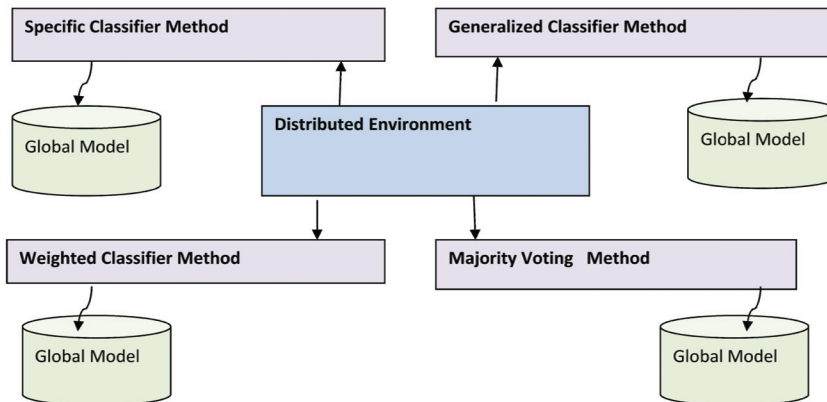 Specific Classifier Method
Generalized Classifier Method
Global Model
Distributed Environment
Global Model
Weighted Classifier Method
Majority Voting Method
Global Model
Global Model